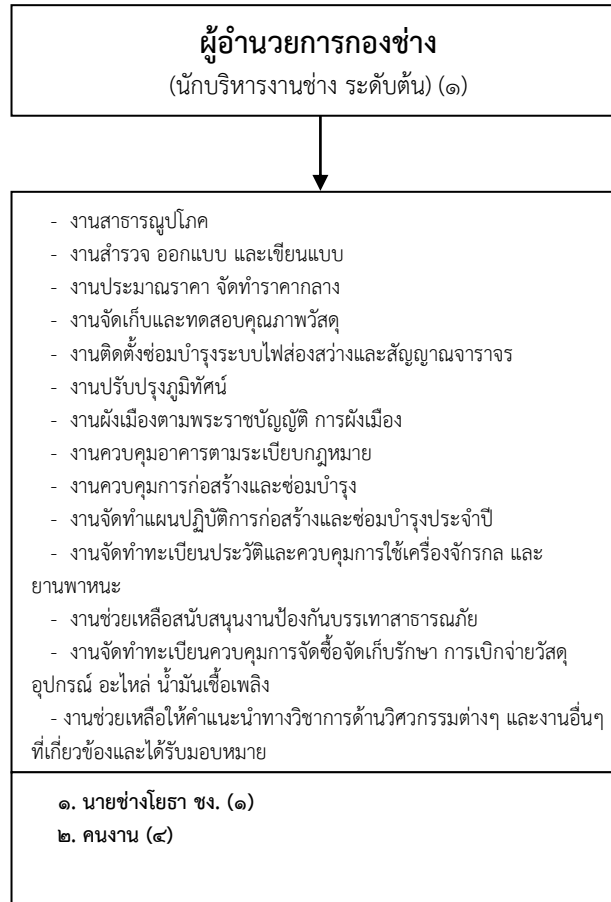 ผู้อำนวยการกองช่าง
(นักบริหารงานช่าง ระดับต้น) (๑)
- งานสาธารณูปโภค
- งานสำรวจ ออกแบบ และเขียนแบบ
- งานประมาณราคา จัดทำราคากลาง
- งานจัดเก็บและทดสอบคุณภาพวัสดุ
- งานติดตั้งซ่อมบำรุงระบบไฟส่องสว่างและสัญญาณจาราจร
- งานปรับปรุงภูมิทัศน์
- งานผังเมืองตามพระราชบัญญัติ การผังเมือง
- งานควบคุมอาคารตามระเบียบกฎหมาย
- งานควบคุมการก่อสร้างและซ่อมบำรุง
- งานจัดทำแผนปฏิบัติการก่อสร้างและซ่อมบำรุงประจำปี
- งานจัดทำทะเบียนประวัติและควบคุมการใช้เครื่องจักรกล และ
ยานพาหนะ
- งานช่วยเหลือสนับสนุนงานป้องกันบรรเทาสาธารณภัย
- งานจัดทำทะเบียนควบคุมการจัดซื้อจัดเก็บรักษา การเบิกจ่ายวัสดุ
อุปกรณ์ อะไหล่ น้ำมันเชื้อเพลิง
- งานช่วยเหลือให้คำแนะนำทางวิชาการด้านวิศวกรรมต่างๆ และงานอื่นๆ
ที่เกี่ยวข้องและได้รับมอบหมาย
๑. นายช่างโยธา ชง. (๑)
๒. คนงาน (๔)